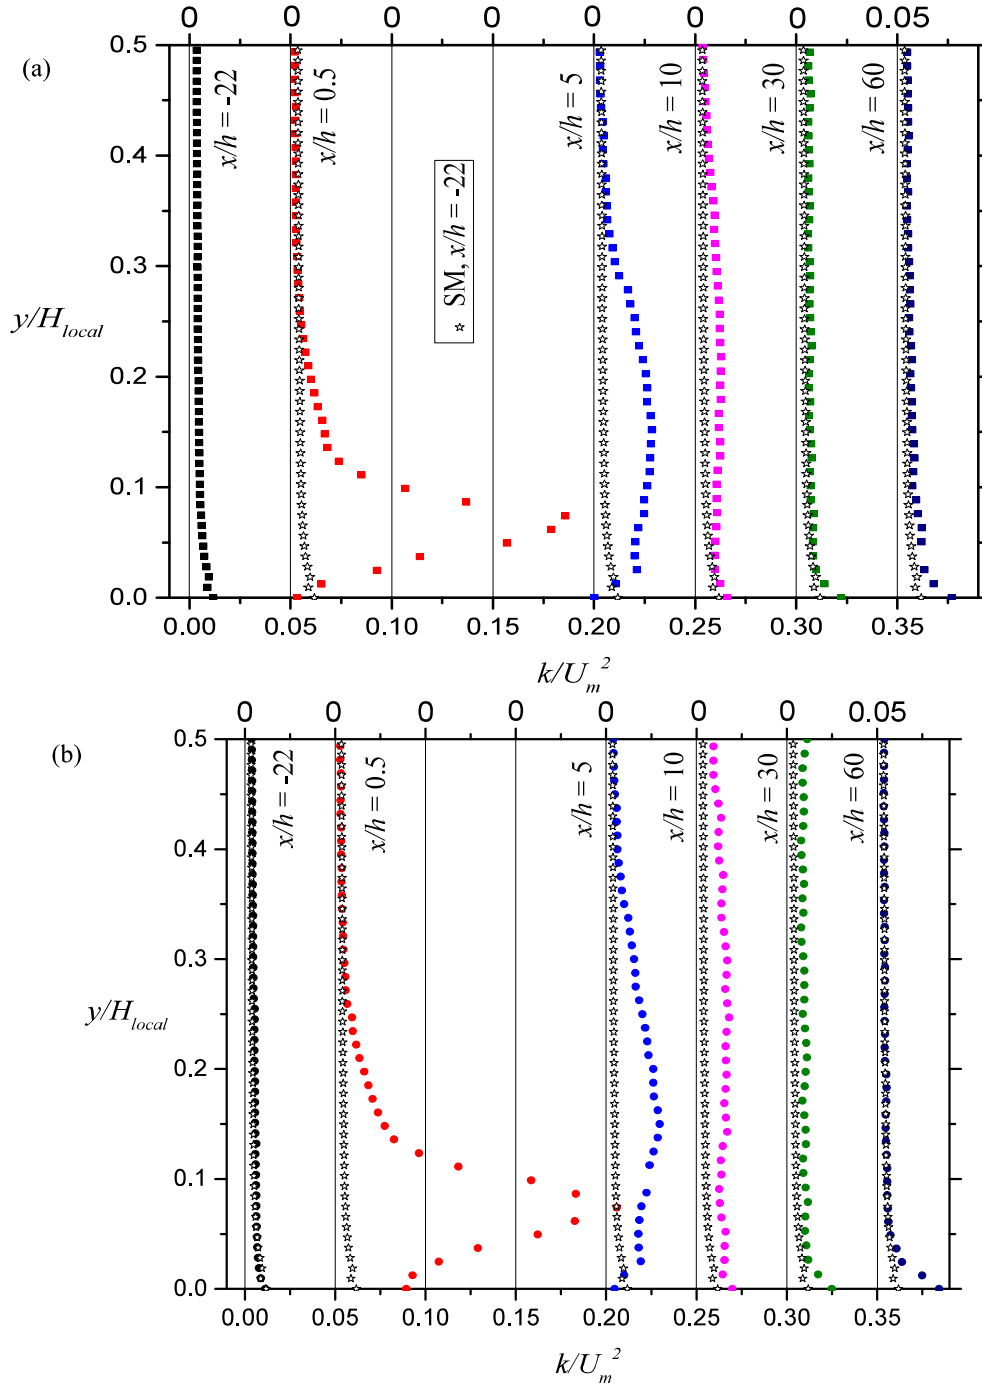 0 0 0 0 0 0 0 0.05
(a)
0.5
0.4
0.3
0.2
0.1
0.0
y/H_local
x/h = -22
x/h = 0.5
☆ SM, x/h = -22
x/h = 5
x/h = 10
x/h = 30
x/h = 60
0.00 0.05 0.10 0.15 0.20 0.25 0.30 0.35
k/U_m^2
0 0 0 0 0 0 0 0.05
(b)
0.5
0.4
0.3
0.2
0.1
0.0
y/H_local
x/h = -22
x/h = 0.5
x/h = 5
x/h = 10
x/h = 30
x/h = 60
0.00 0.05 0.10 0.15 0.20 0.25 0.30 0.35
k/U_m^2